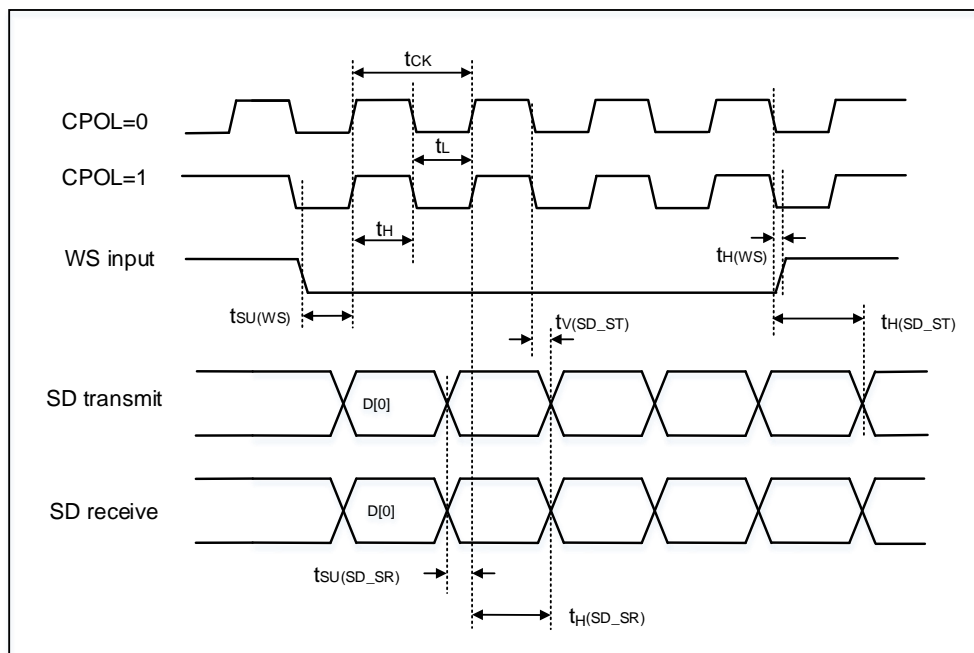 tCK
CPOL=0
tL
CPOL=1
tH
tH(WS)
WS input
tSU(WS)
tV(SD_ST)
tH(SD_ST)
SD transmit
D[0]
SD receive
D[0]
tSU(SD_SR)
tH(SD_SR)